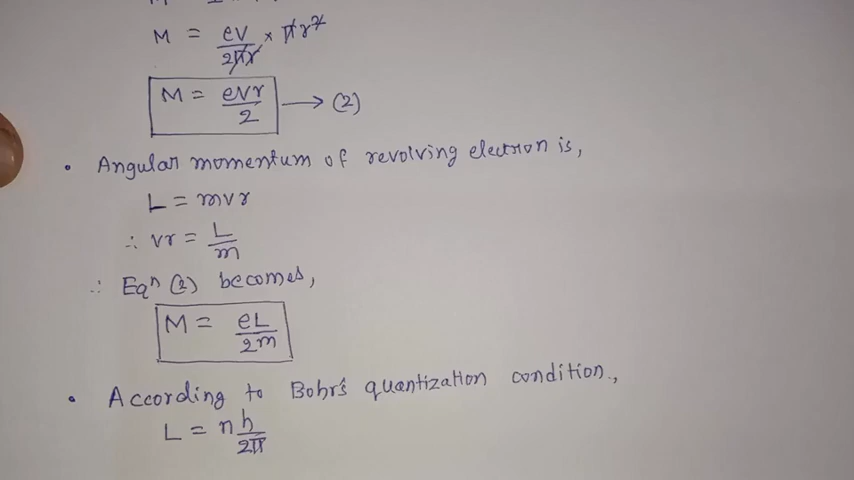 M = ev/2πr × πr²
M = evr/2 → (2)
• Angular momentum of revolving electron is,
L = mvr
∴ vr = L/m
∴ Eqⁿ (2) becomes,
M = eL/2m
• According to Bohr's quantization condition.,
L = n h/2π